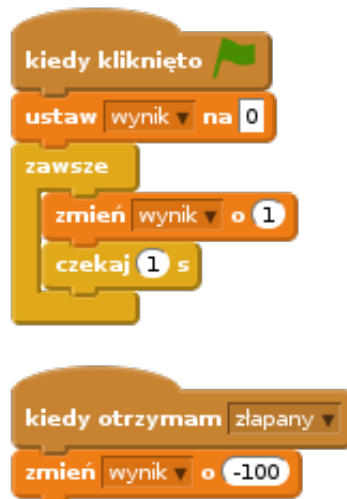 kiedy kliknięto
ustaw wynik na 0
zawsze
zmień wynik o 1
czekaj 1 s
kiedy otrzymam złapany
zmień wynik o -100